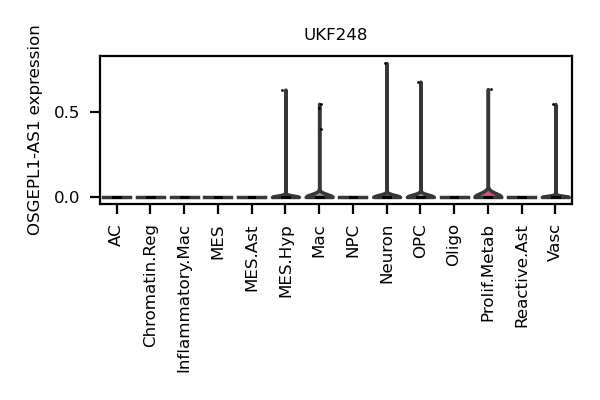 UKF248
OSGEPL1-AS1 expression
0.5
0.0
AC
Chromatin.Reg
Inflammatory.Mac
MES
MES.Ast
MES.Hyp
Mac
NPC
Neuron
OPC
Oligo
Prolif.Metab
Reactive.Ast
Vasc